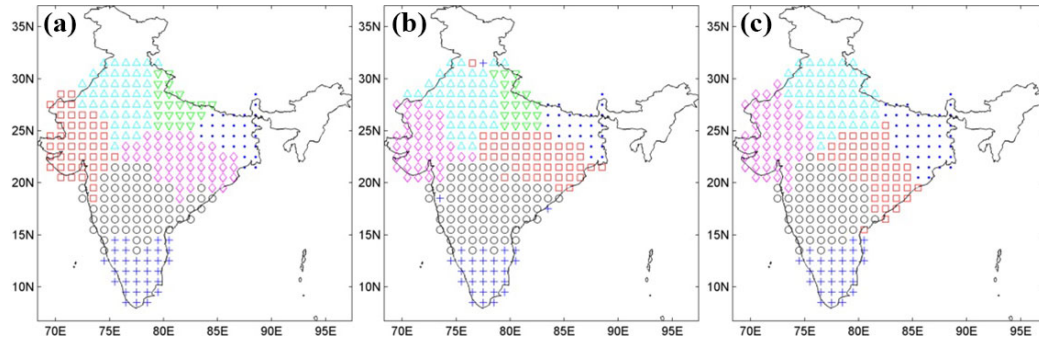 (a) (b) (c)
35N 35N 35N
30N 30N 30N
25N 25N 25N
20N 20N 20N
15N 15N 15N
10N 10N 10N
70E 75E 80E 85E 90E 95E 70E 75E 80E 85E 90E 95E 70E 75E 80E 85E 90E 95E